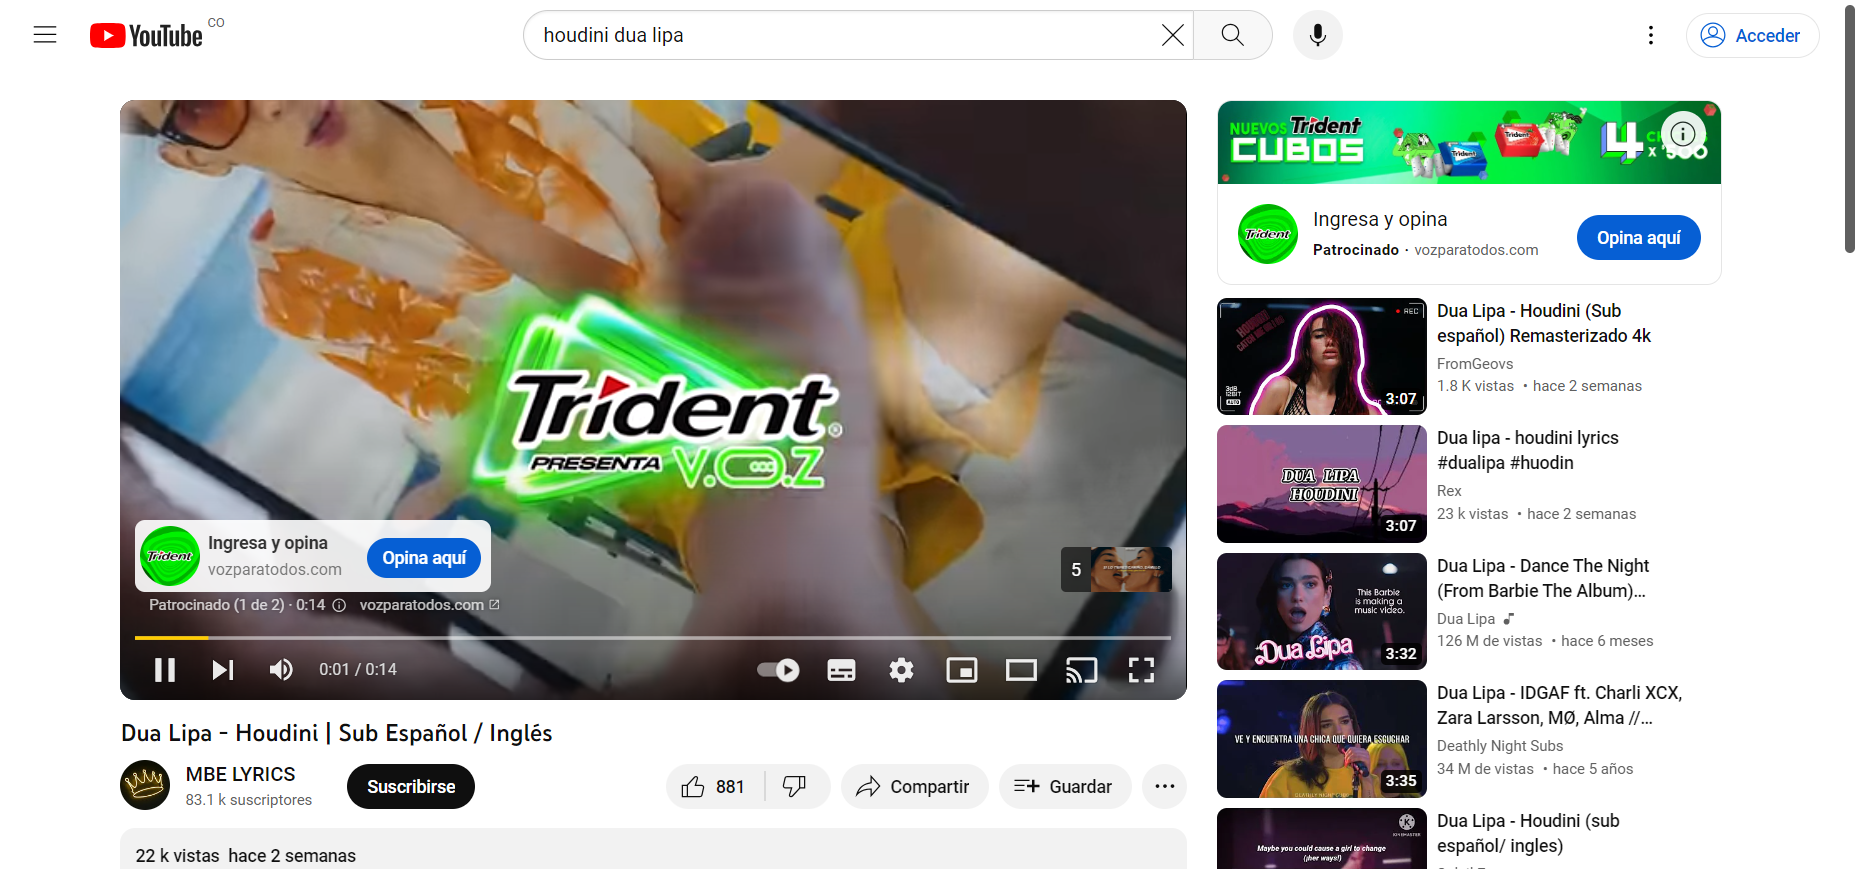 YouTube CO
houdini dua lipa
Acceder
Trident®
PRESENTA V.O.Z
Trident
Ingresa y opina
vozparatodos.com
Opina aquí
5
Patrocinado (1 de 2) · 0:14
vozparatodos.com
0:01 / 0:14
Dua Lipa - Houdini | Sub Español / Inglés
MBE LYRICS
83.1 k suscriptores
Suscribirse
881
Compartir
Guardar
22 k vistas hace 2 semanas
NUEVOS Trident
CUBOS
Trident
Ingresa y opina
Patrocinado · vozparatodos.com
Opina aquí
HOUDINI
REC
3:07
Dua Lipa - Houdini (Sub
español) Remasterizado 4k
FromGeovs
1.8 K vistas • hace 2 semanas
DUA LIPA
HOUDINI
3:07
Dua lipa - houdini lyrics
#dualipa #huodin
Rex
23 k vistas • hace 2 semanas
This Barbie
is making a
music video.
Dua Lipa
3:32
Dua Lipa - Dance The Night
(From Barbie The Album)...
Dua Lipa
126 M de vistas • hace 6 meses
VE Y ENCUENTRA UNA CHICA QUE QUIERA ESCUCHAR
3:35
Dua Lipa - IDGAF ft. Charli XCX,
Zara Larsson, MØ, Alma //...
Deathly Night Subs
34 M de vistas • hace 5 años
Maybe you could cause a girl to change
(her ways!)
Dua Lipa - Houdini (sub
español/ ingles)